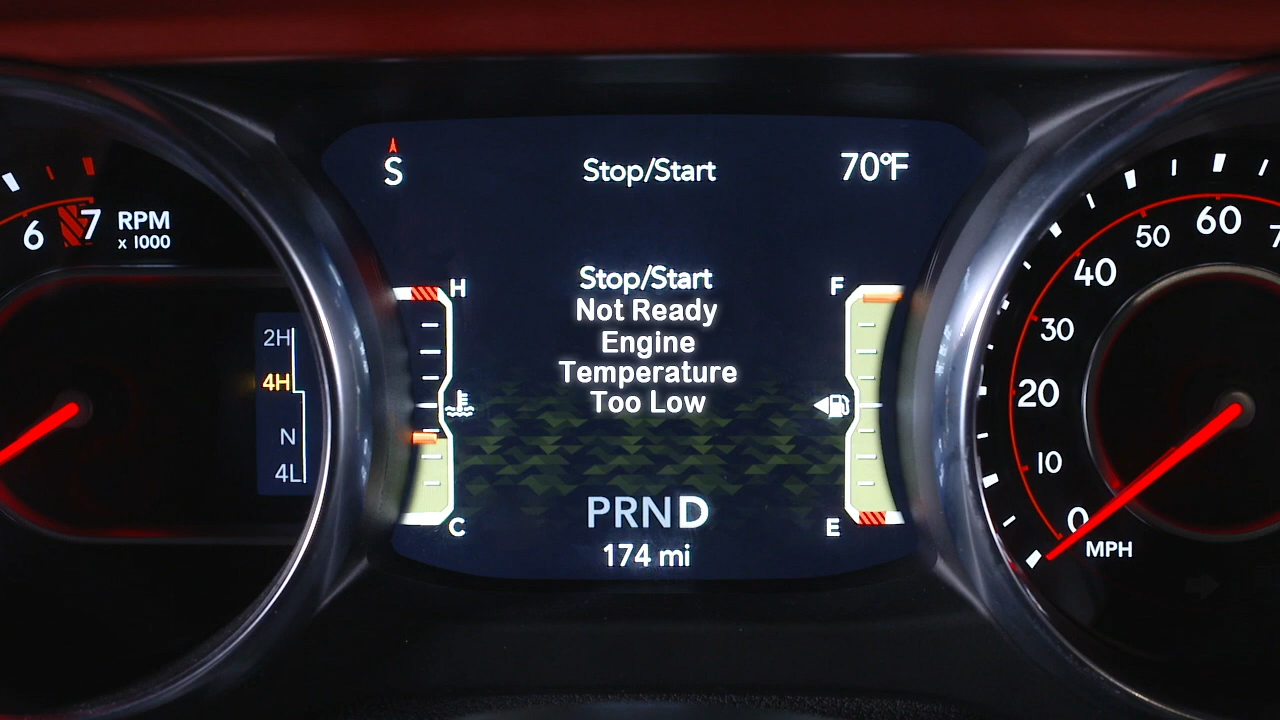 S
Stop/Start
70°F
6
7
RPM
x 1000
2H
4H
N
4L
H
C
Stop/Start
Not Ready
Engine
Temperature
Too Low
PRND
174 mi
F
E
0
10
20
30
40
50
60
MPH